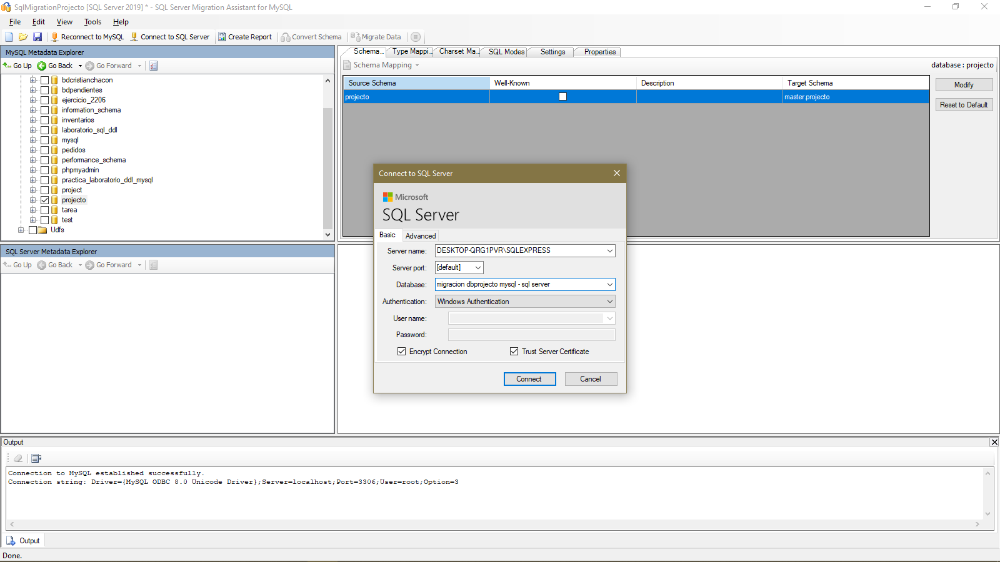 SqlMigrationProjecto [SQL Server 2019] * - SQL Server Migration Assistant for MySQL
File Edit View Tools Help
Reconnect to MySQL Connect to SQL Server Create Report Convert Schema Migrate Data
MySQL Metadata Explorer
Go Up Go Back Go Forward
bdcristianchacon
bdpendientes
ejercicio_2206
information_schema
inventarios
laboratorio_sql_ddl
mysql
pedidos
performance_schema
phpmyadmin
practica_laboratorio_ddl_mysql
project
projecto
tarea
test
Udfs
Schema... Type Mappi... Charset Ma... SQL Modes Settings Properties
Schema Mapping
database : projecto
Source Schema Well-Known Description Target Schema
projecto master.projecto
Modify
Reset to Default
SQL Server Metadata Explorer
Go Up Go Back Go Forward
Connect to SQL Server
Microsoft
SQL Server
Basic Advanced
Server name: DESKTOP-QRG1PVR\SQLEXPRESS
Server port: [default]
Database: migracion dbprojecto mysql - sql server
Authentication: Windows Authentication
User name:
Password:
Encrypt Connection Trust Server Certificate
Connect Cancel
Output
Connection to MySQL established successfully.
Connection string: Driver={MySQL ODBC 8.0 Unicode Driver};Server=localhost;Port=3306;User=root;Option=3
Output
Done.